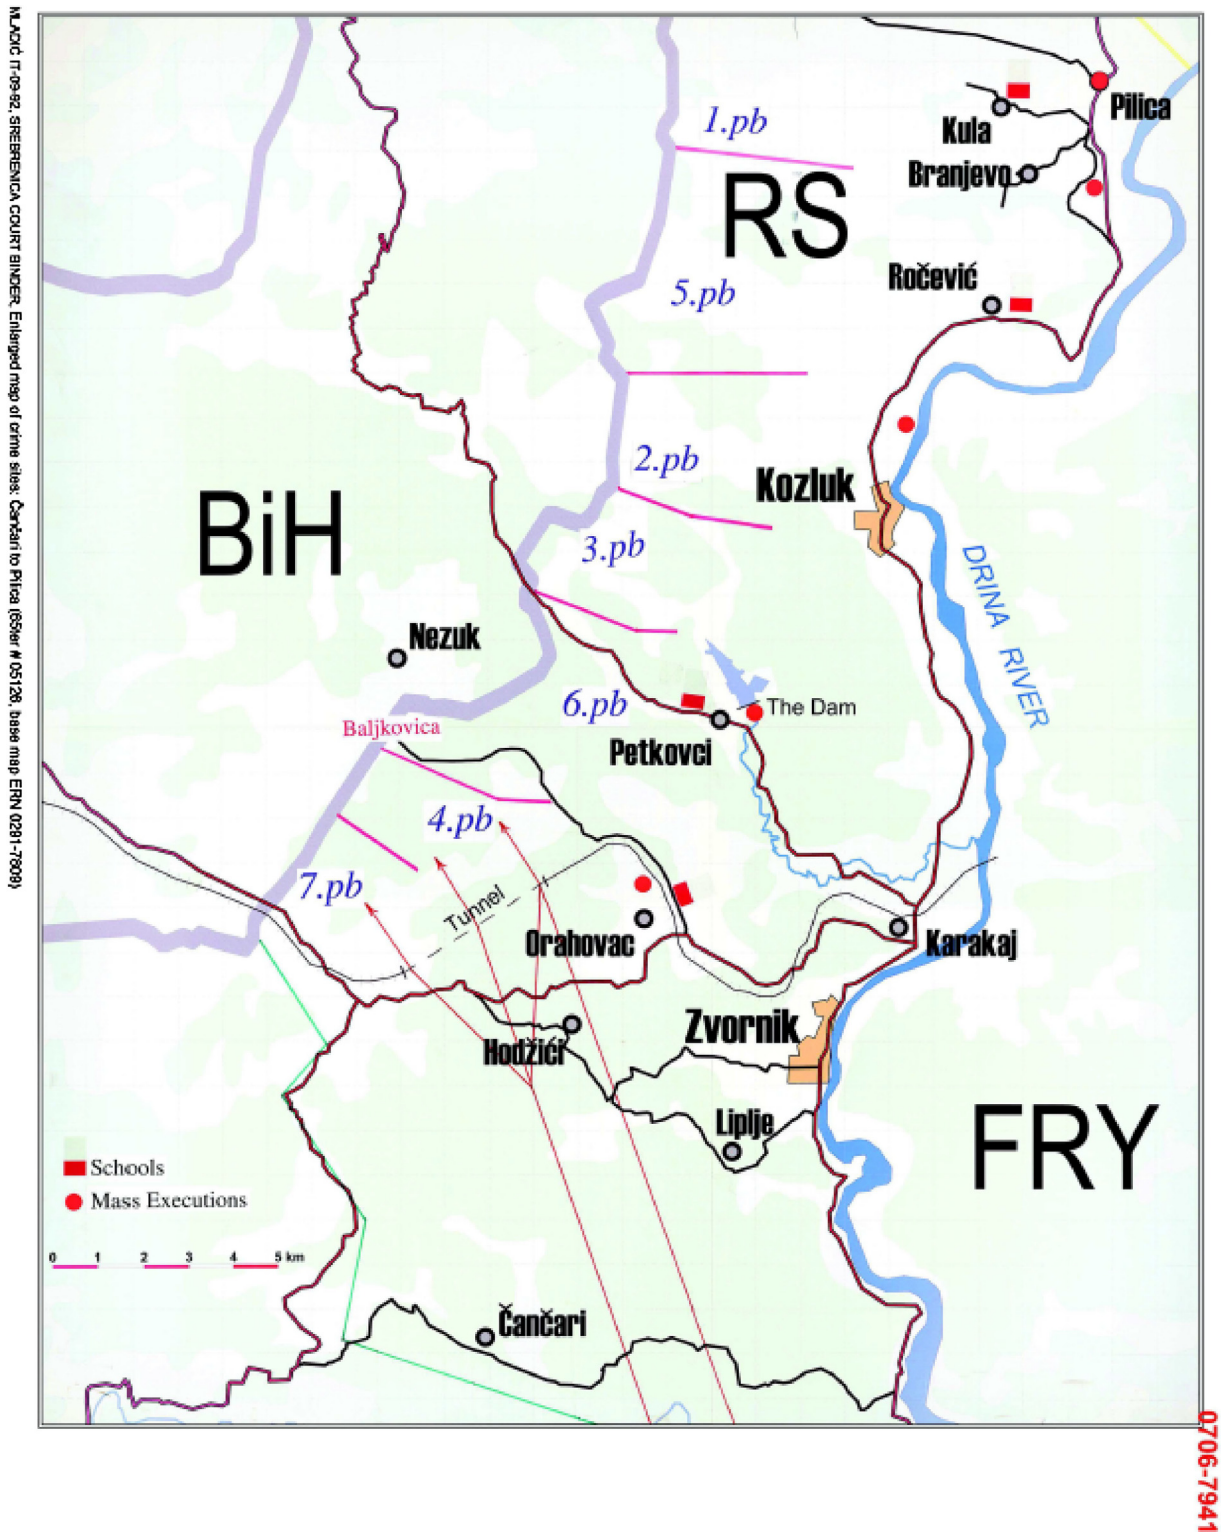 MLADIĆ IT-09-92, SREBRENICA COURT BINDER, Enlarged map of crime sites: Čančari to Pilica (65ter # 05126, base map ERN 0291-7609)
Pilica
Kula
1.pb
Branjevo
RS
Ročević
5.pb
2.pb
Kozluk
BiH
3.pb
DRINA RIVER
Nezuk
6.pb
The Dam
Baljkovica
Petkovci
4.pb
7.pb
Tunnel
Orahovac
Karakaj
Zvornik
Hodžići
Liplje
FRY
Schools
Mass Executions
0 1 2 3 4 5 km
Čančari
0706-7941